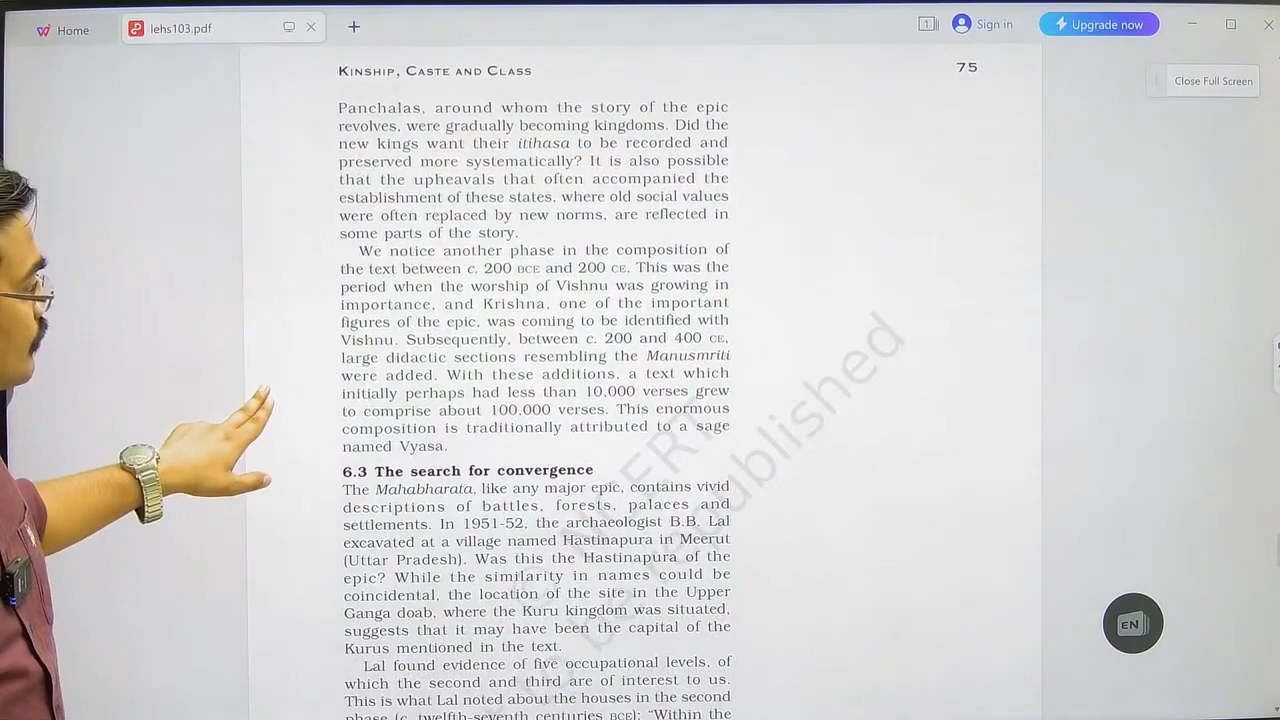 Home
lehs103.pdf
1
Sign in
Upgrade now
Close Full Screen
KINSHIP, CASTE AND CLASS
75
Panchalas, around whom the story of the epic
revolves, were gradually becoming kingdoms. Did the
new kings want their itihasa to be recorded and
preserved more systematically? It is also possible
that the upheavals that often accompanied the
establishment of these states, where old social values
were often replaced by new norms, are reflected in
some parts of the story.
We notice another phase in the composition of
the text between c. 200 BCE and 200 CE. This was the
period when the worship of Vishnu was growing in
importance, and Krishna, one of the important
figures of the epic, was coming to be identified with
Vishnu. Subsequently, between c. 200 and 400 CE,
large didactic sections resembling the Manusmriti
were added. With these additions, a text which
initially perhaps had less than 10,000 verses grew
to comprise about 100,000 verses. This enormous
composition is traditionally attributed to a sage
named Vyasa.
6.3 The search for convergence
The Mahabharata, like any major epic, contains vivid
descriptions of battles, forests, palaces and
settlements. In 1951-52, the archaeologist B.B. Lal
excavated at a village named Hastinapura in Meerut
(Uttar Pradesh). Was this the Hastinapura of the
epic? While the similarity in names could be
coincidental, the location of the site in the Upper
Ganga doab, where the Kuru kingdom was situated,
suggests that it may have been the capital of the
Kurus mentioned in the text.
Lal found evidence of five occupational levels, of
which the second and third are of interest to us.
This is what Lal noted about the houses in the second
phase (c. twelfth-seventh centuries BCE): "Within the
NCERT
be republished
EN